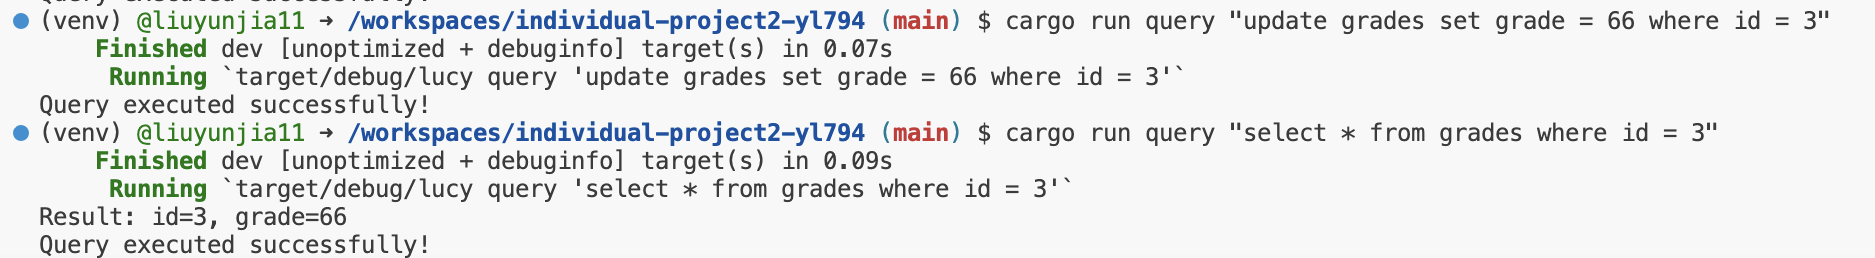 Query executed successfully!
(venv) @liuyunjia11 → /workspaces/individual-project2-yl794 (main) $ cargo run query "update grades set grade = 66 where id = 3"
Finished dev [unoptimized + debuginfo] target(s) in 0.07s
Running `target/debug/lucy query 'update grades set grade = 66 where id = 3'`
Query executed successfully!
(venv) @liuyunjia11 → /workspaces/individual-project2-yl794 (main) $ cargo run query "select * from grades where id = 3"
Finished dev [unoptimized + debuginfo] target(s) in 0.09s
Running `target/debug/lucy query 'select * from grades where id = 3'`
Result: id=3, grade=66
Query executed successfully!